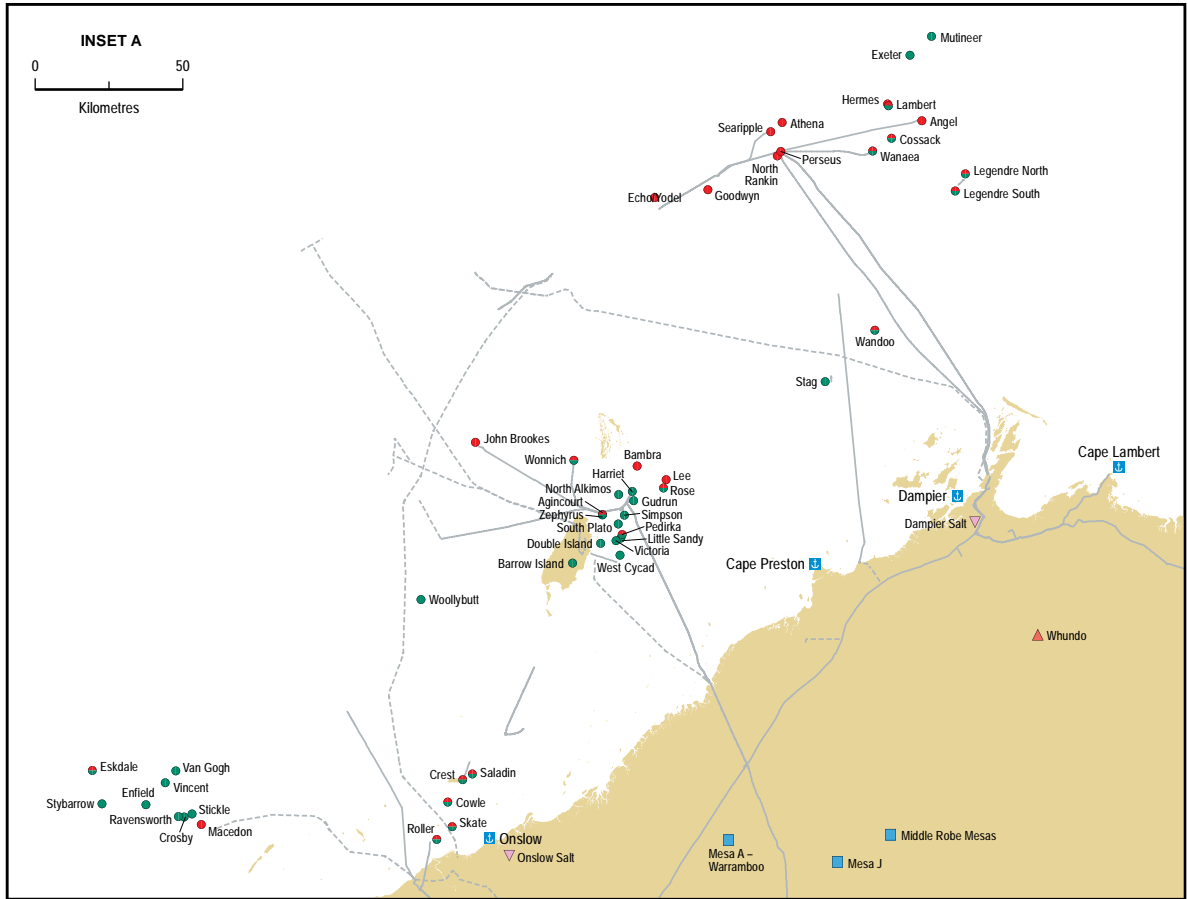 INSET A
0
50
Kilometres
Mutineer
Exeter
Hermes
Lambert
Angel
Athena
Searipple
Cossack
Wanaea
Perseus
North
Rankin
Legendre North
Legendre South
Echo Yodel
Goodwyn
Wandoo
Stag
John Brookes
Wonnich
Bambra
Harriet
Lee
Rose
North Alkimos
Agincourt
Gudrun
Zephyrus
Simpson
South Plato
Pedirka
Little Sandy
Double Island
Victoria
Barrow Island
West Cycad
Woollybutt
Cape Lambert
Dampier
Dampier Salt
Cape Preston
Whundo
Eskdale
Van Gogh
Vincent
Enfield
Stybarrow
Stickle
Ravensworth
Crosby
Macedon
Crest
Saladin
Cowle
Skate
Roller
Onslow
Onslow Salt
Mesa A –
Warramboo
Middle Robe Mesas
Mesa J